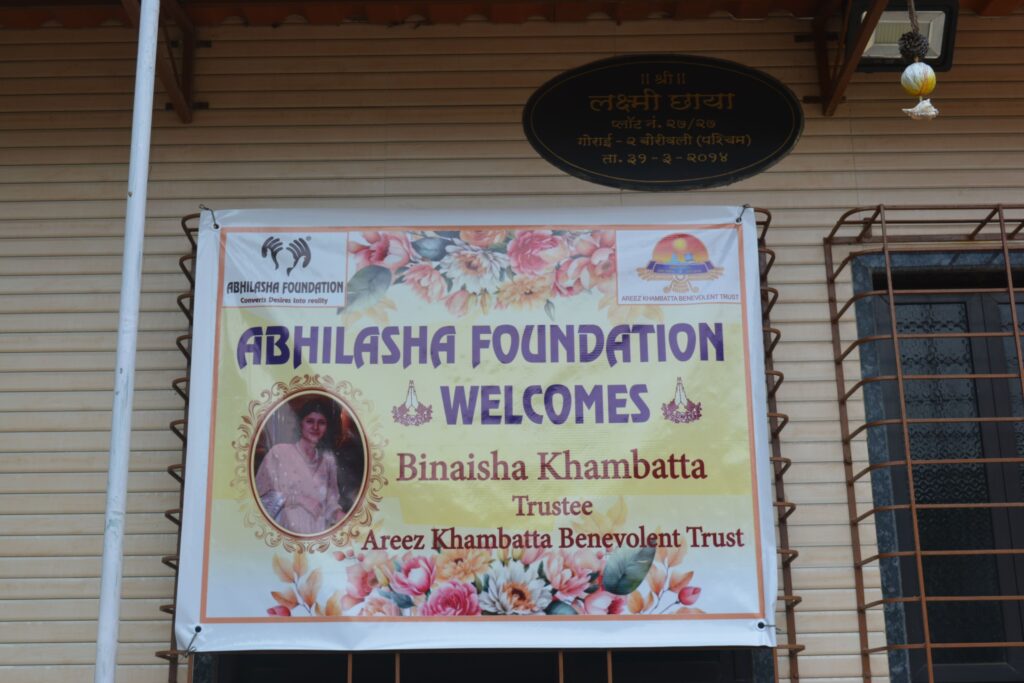 ॥ श्री ॥
लक्ष्मी छाया
प्लॉट नं. २७/२७
गोराई - २ बोरीवली (पश्चिम)
ता. ३१ - ३ - २०१४
ABHILASHA FOUNDATION
Converts Desires into reality
AREEZ KHAMBATTA BENEVOLENT TRUST
ABHILASHA FOUNDATION
WELCOMES
Binaisha Khambatta
Trustee
Areez Khambatta Benevolent Trust